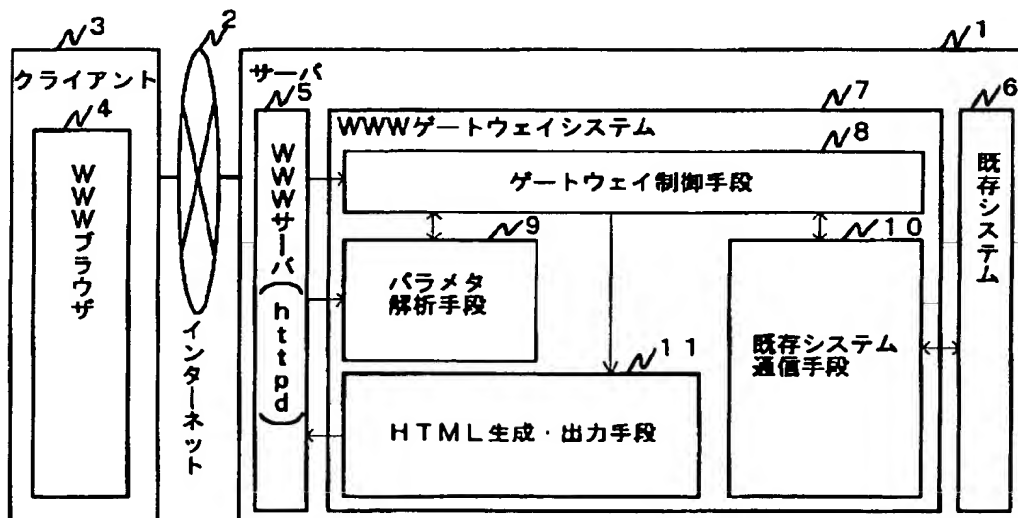 3
クライアント
4
WWWブラウザ
2
インターネット
1
サーバ
5
WWWサーバ(httpd)
7
WWWゲートウェイシステム
8
ゲートウェイ制御手段
9
パラメタ
解析手段
10
既存システム
通信手段
11
HTML生成・出力手段
6
既存システム